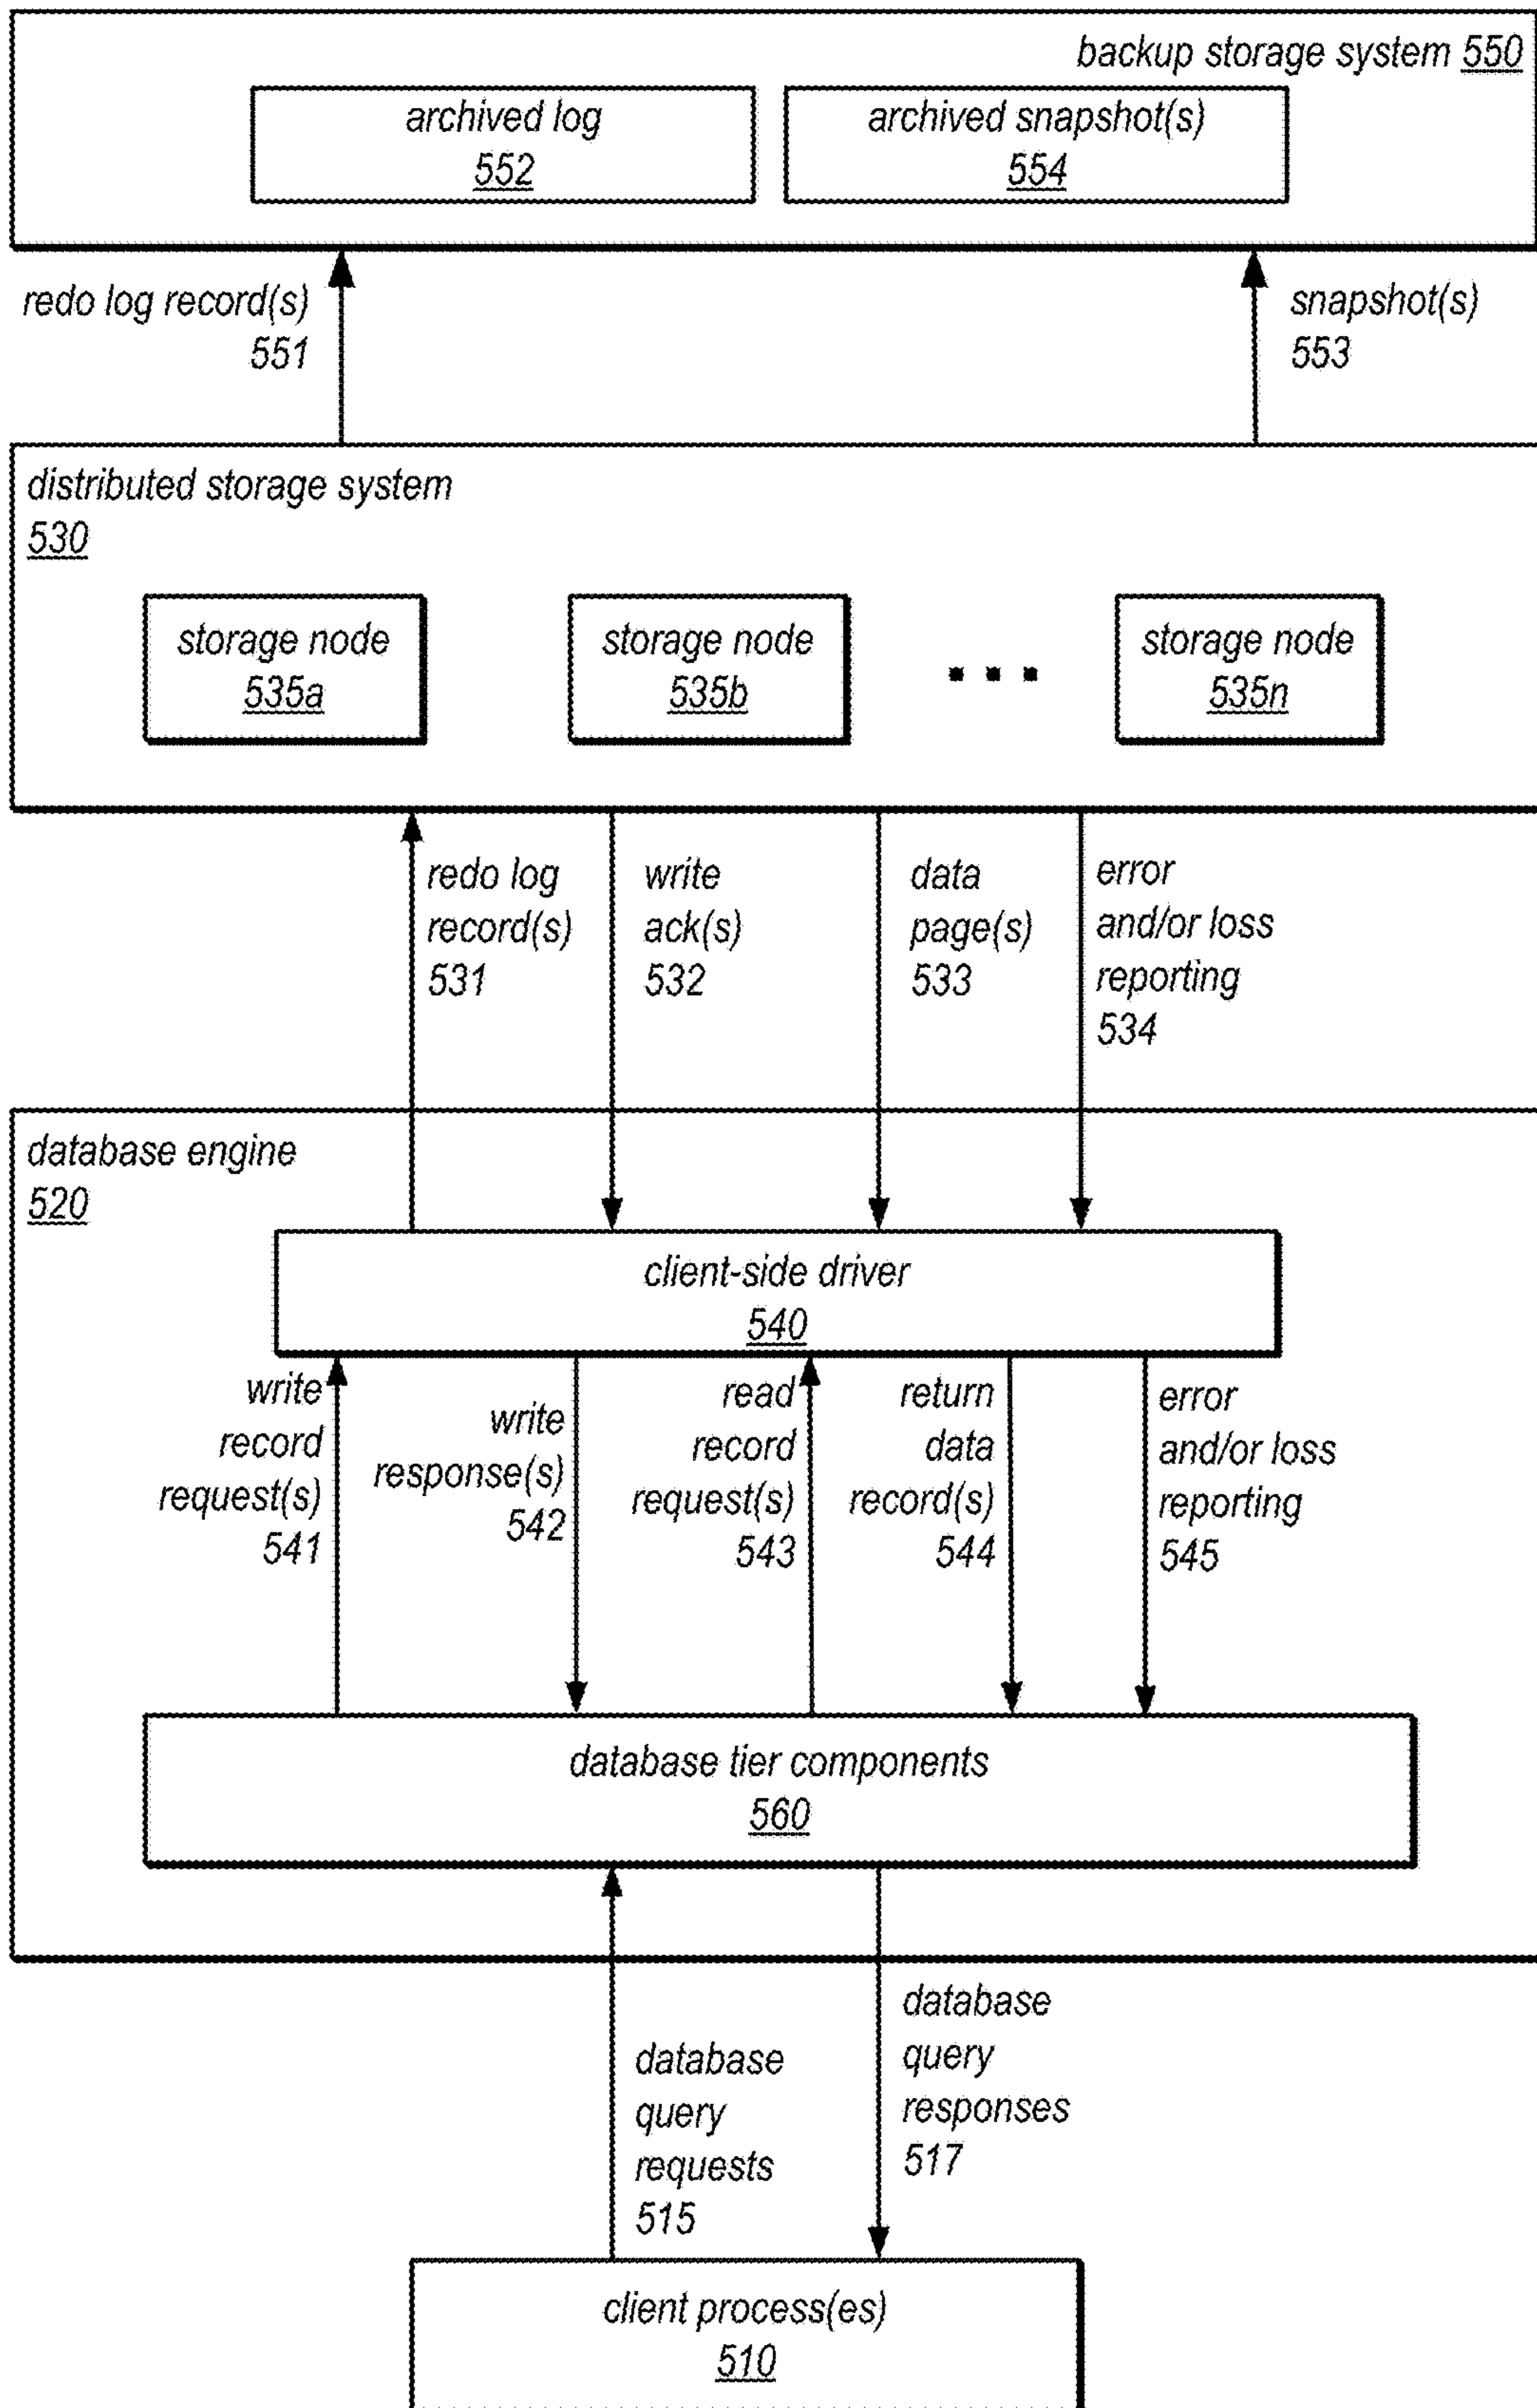 backup storage system 550
archived log
552
archived snapshot(s)
554
redo log record(s)
551
snapshot(s)
553
distributed storage system
530
storage node
535a
storage node
535b
storage node
535n
redo log
record(s)
531
write
ack(s)
532
data
page(s)
533
error
and/or loss
reporting
534
database engine
520
client-side driver
540
write
record
request(s)
541
write
response(s)
542
read
record
request(s)
543
return
data
record(s)
544
error
and/or loss
reporting
545
database tier components
560
database
query
requests
515
database
query
responses
517
client process(es)
510